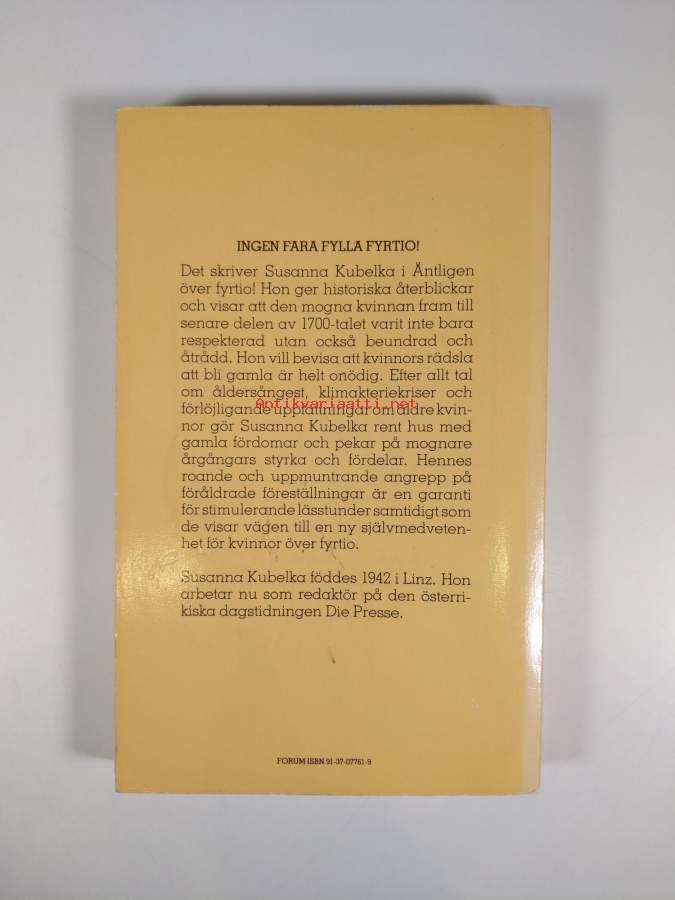 INGEN FARA FYLLA FYRTIO!
Det skriver Susanna Kubelka i Äntligen
över fyrtio! Hon ger historiska återblickar
och visar att den mogna kvinnan fram till
senare delen av 1700-talet varit inte bara
respekterad utan också beundrad och
åtrådd. Hon vill bevisa att kvinnors rädsla
att bli gamla är helt onödig. Efter allt tal
om åldersångest, klimakteriekriser och
Antikvariaatti.net
förlöjligande uppfattningar om äldre kvin-
nor gör Susanna Kubelka rent hus med
gamla fördomar och pekar på mognare
årgångars styrka och fördelar. Hennes
roande och uppmuntrande angrepp på
föråldrade föreställningar är en garanti
för stimulerande lässtunder samtidigt som
de visar vägen till en ny självmedveten-
het för kvinnor över fyrtio.
Susanna Kubelka föddes 1942 i Linz. Hon
arbetar nu som redaktör på den österri-
kiska dagstidningen Die Presse.
FORUM ISBN 91-37-07761-9